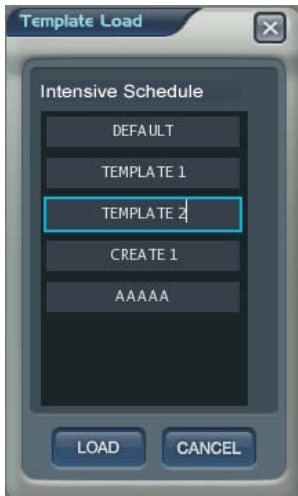 Template Load
Intensive Schedule
DEFAULT
TEMPLATE 1
TEMPLATE 2
CREATE 1
AAAAA
LOAD CANCEL